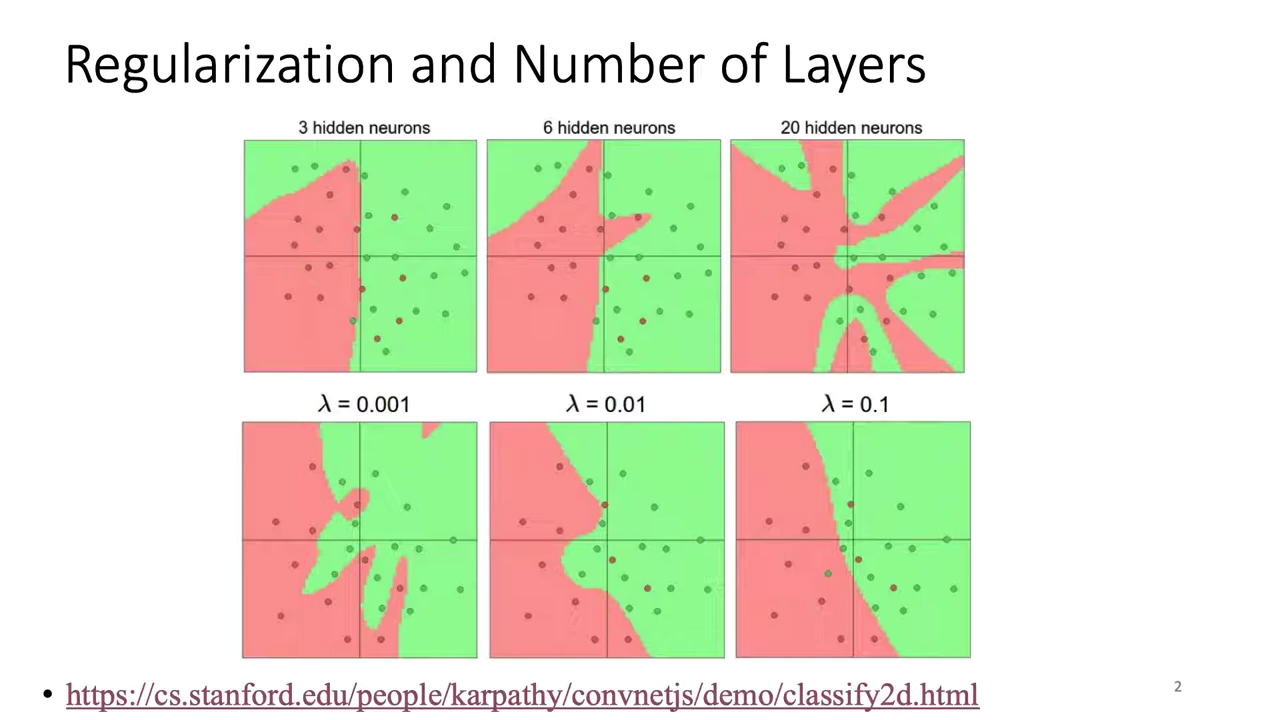 Regularization and Number of Layers
3 hidden neurons
6 hidden neurons
20 hidden neurons
λ = 0.001
λ = 0.01
λ = 0.1
• https://cs.stanford.edu/people/karpathy/convnetjs/demo/classify2d.html
2